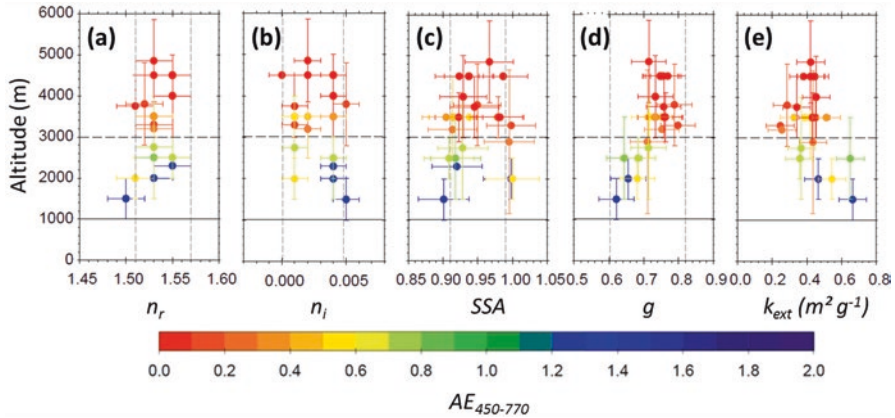 (a) (b) (c) (d) (e)
Altitude (m)
6000
5000
4000
3000
2000
1000
0
1.45 1.50 1.55 1.60 0.000 0.005 0.85 0.90 0.95 1.00 1.05 0.5 0.6 0.7 0.8 0.9 0.0 0.2 0.4 0.6 0.8
n_r n_i SSA g k_ext (m² g⁻¹)
0.0 0.2 0.4 0.6 0.8 1.0 1.2 1.4 1.6 1.8 2.0
AE_450-770